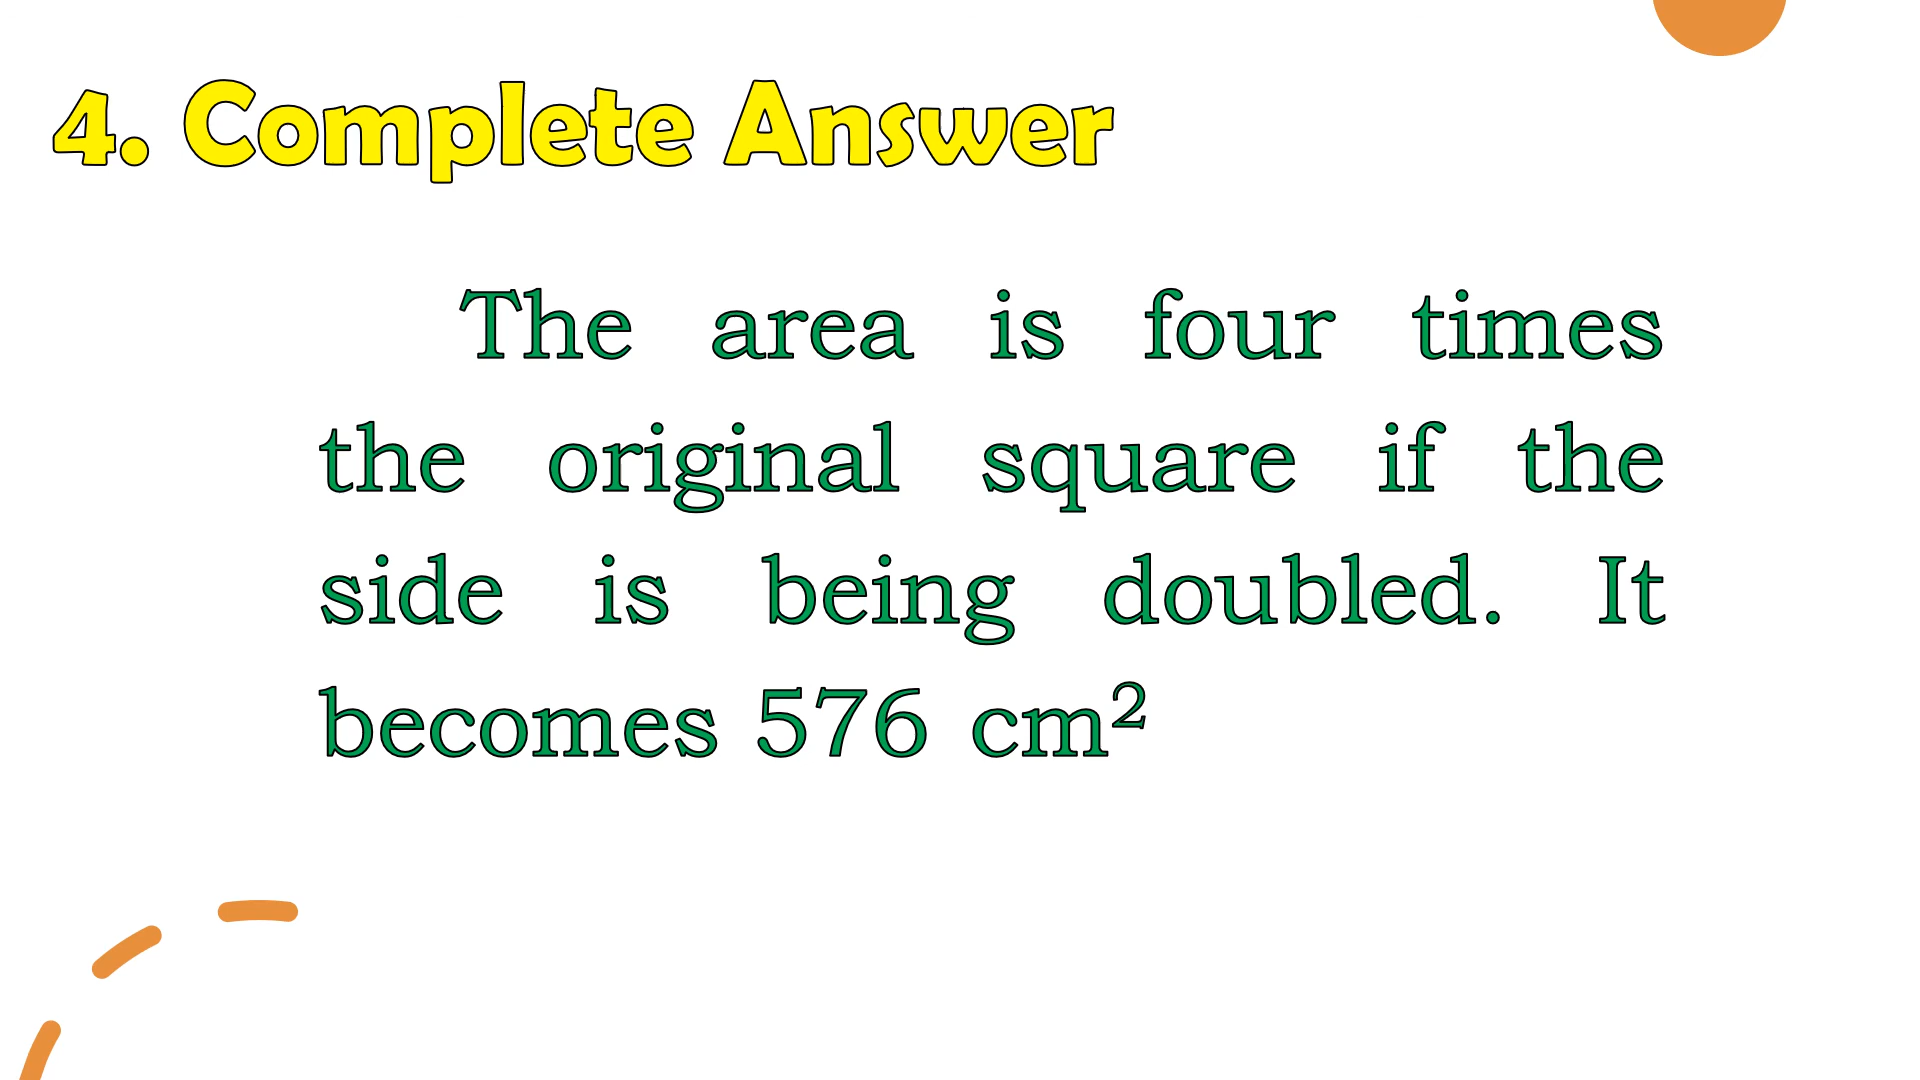 4. Complete Answer
The area is four times
the original square if the
side is being doubled. It
becomes 576 cm²